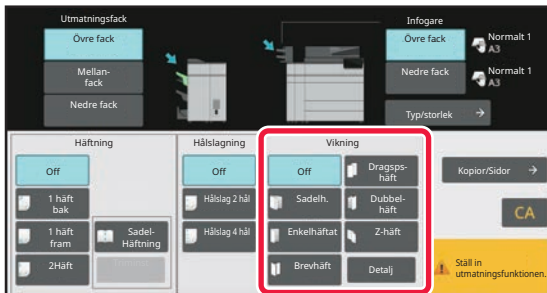 Utmatningsfack
Infogare
Övre fack
Mellan-
fack
Nedre fack
Övre fack
Normalt 1
A3
Nedre fack
Normalt 1
A3
Typ/storlek
Häftning
Hålslagning
Vikning
Off
1 häft
bak
1 häft
fram
2Häft
Sadel-
Häftning
Off
Hålslag 2 hål
Hålslag 4 hål
Off
Sadelh.
Enkelhäftat
Brevhäft
Dragsps-
häft
Dubbel-
häft
Z-häft
Detalj
Kopior/Sidor
CA
Ställ in
utmatningsfunktionen.